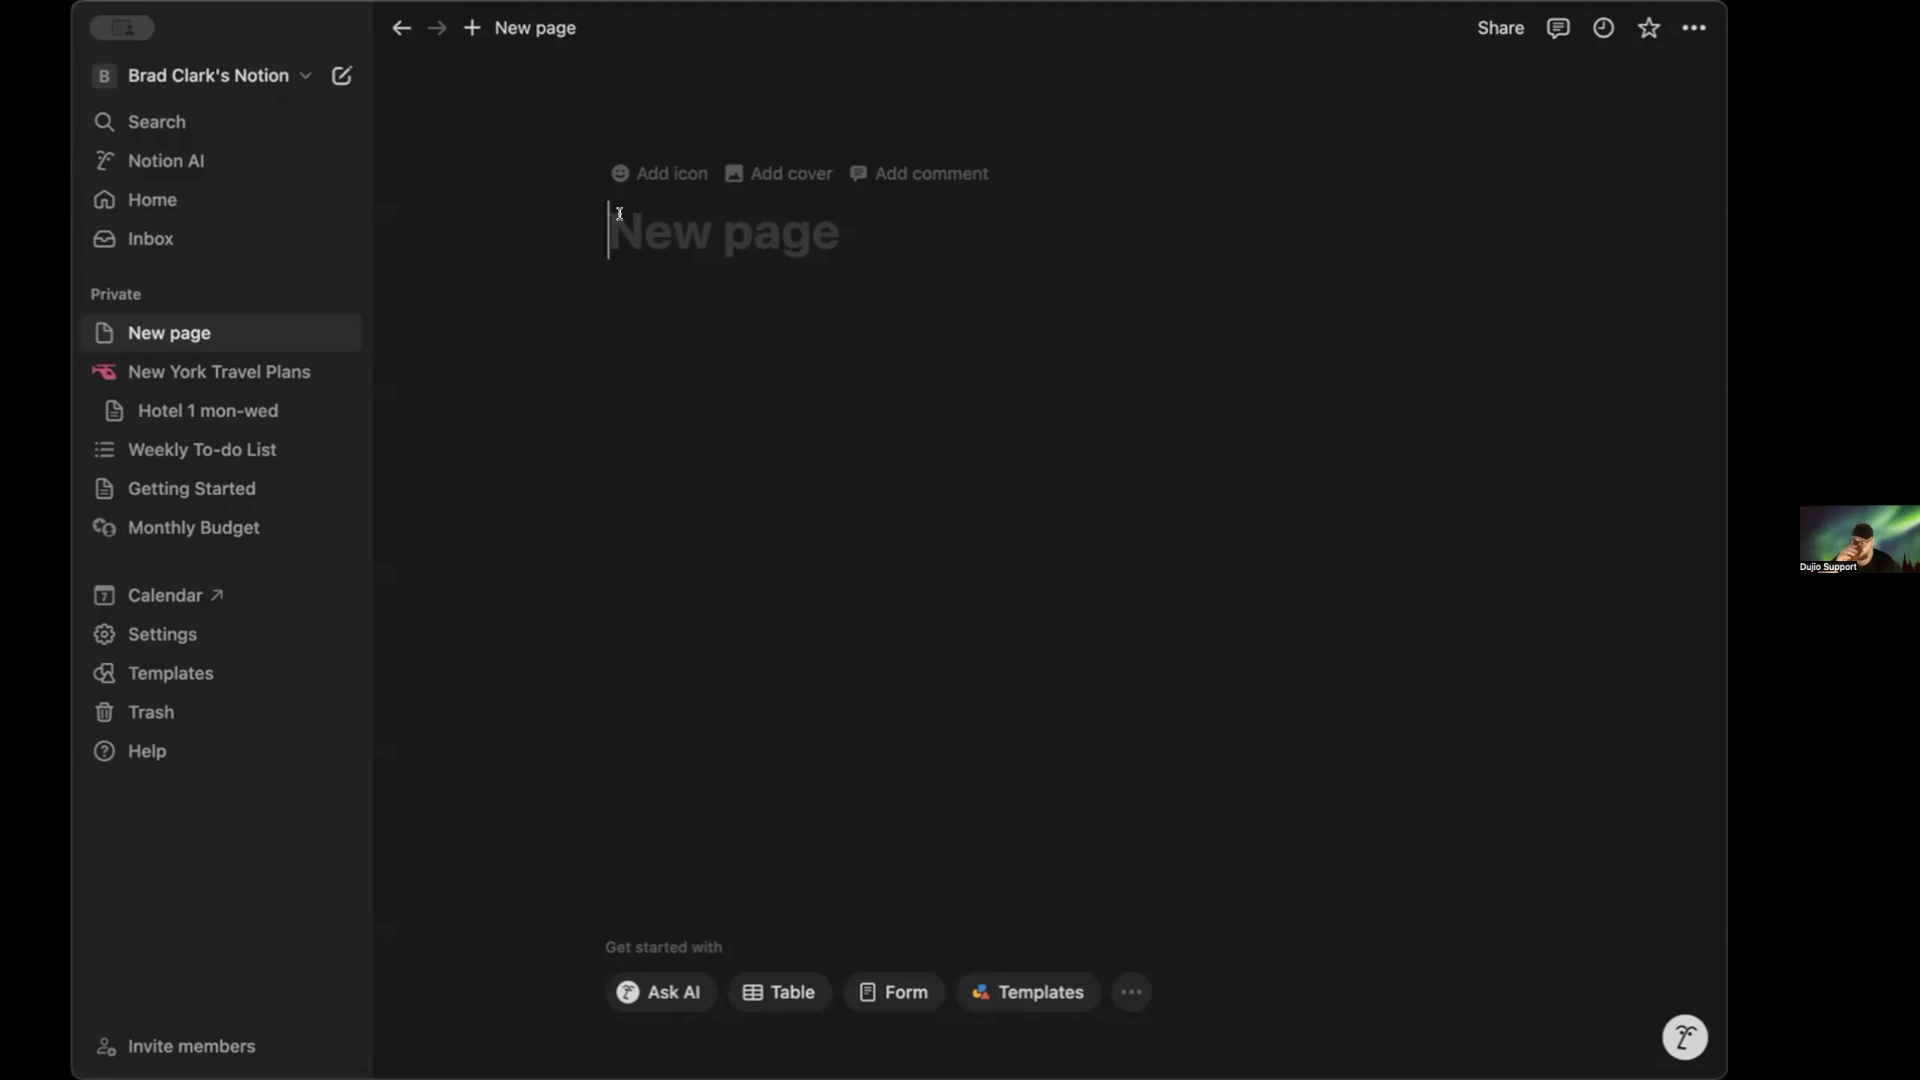 New page
Share
B
Brad Clark's Notion
Search
Notion AI
Home
Inbox
Private
New page
New York Travel Plans
Hotel 1 mon-wed
Weekly To-do List
Getting Started
Monthly Budget
7
Calendar
Settings
Templates
Trash
Help
Invite members
Add icon
Add cover
Add comment
New page
Get started with
Ask AI
Table
Form
Templates
Dujio Support